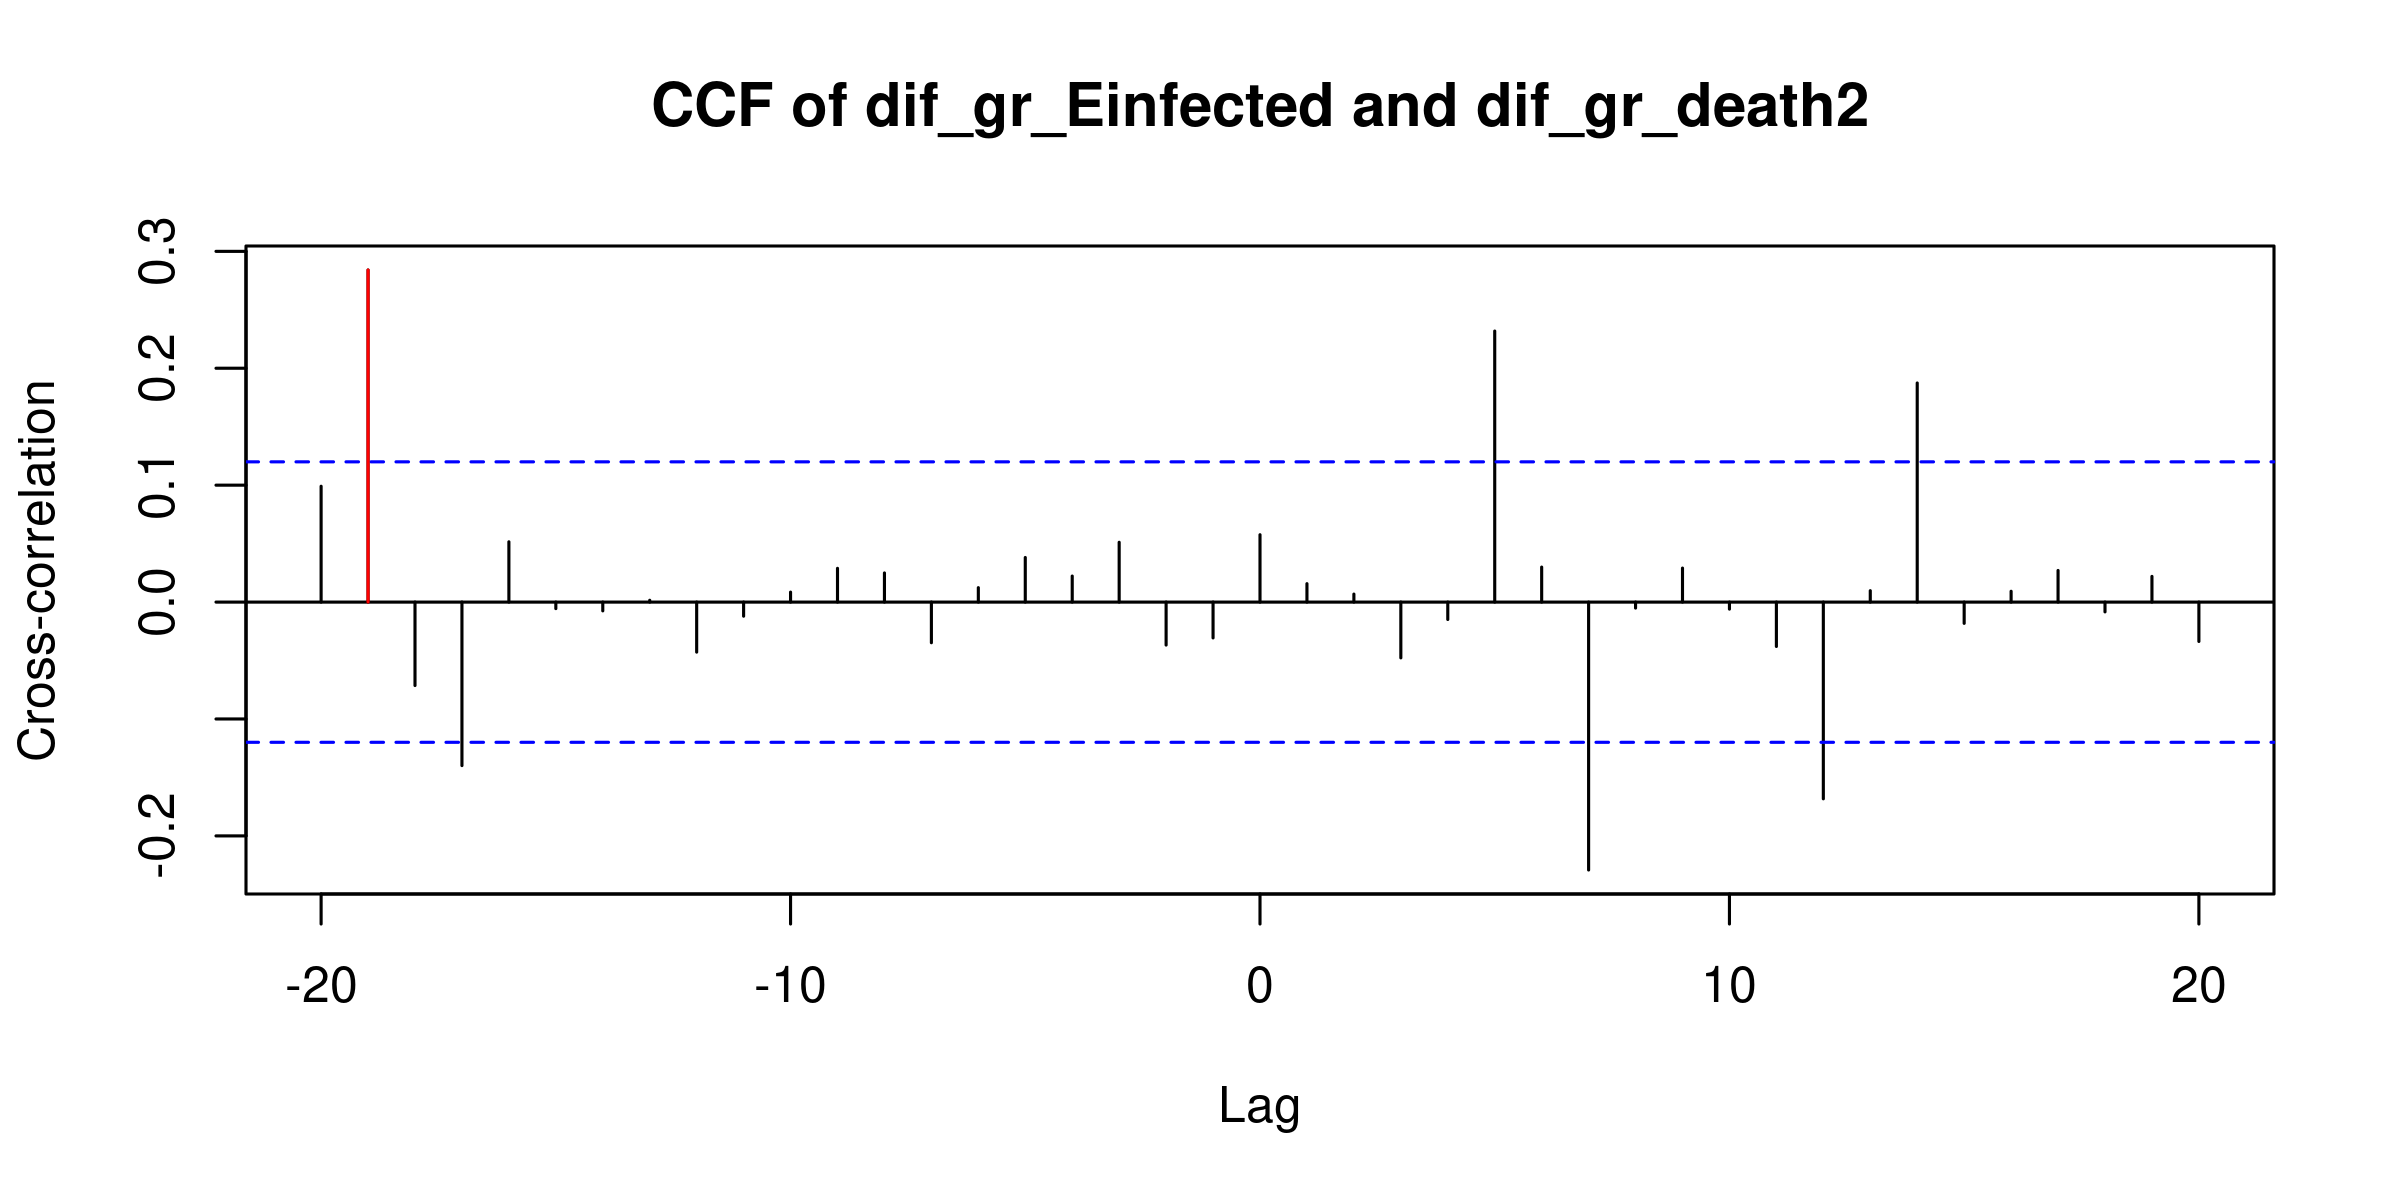 CCF of dif_gr_Einfected and dif_gr_death2
Cross-correlation
0.3
0.2
0.1
0.0
-0.2
-20 -10 0 10 20
Lag